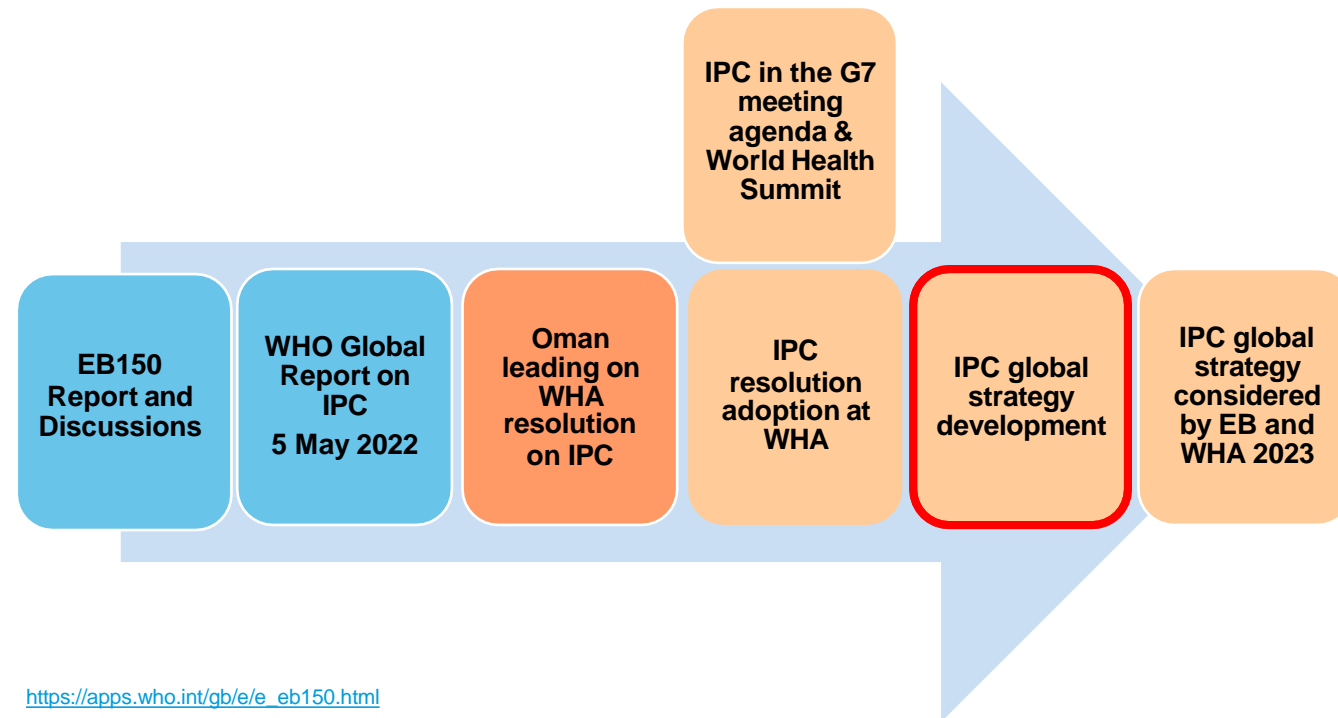 IPC in the G7
meeting
agenda &
World Health
Summit
EB150
Report and
Discussions
WHO Global
Report on
IPC
5 May 2022
Oman
leading on
WHA
resolution
on IPC
IPC
resolution
adoption at
WHA
IPC global
strategy
development
IPC global
strategy
considered
by EB and
WHA 2023
https://apps.who.int/gb/e/e_eb150.html